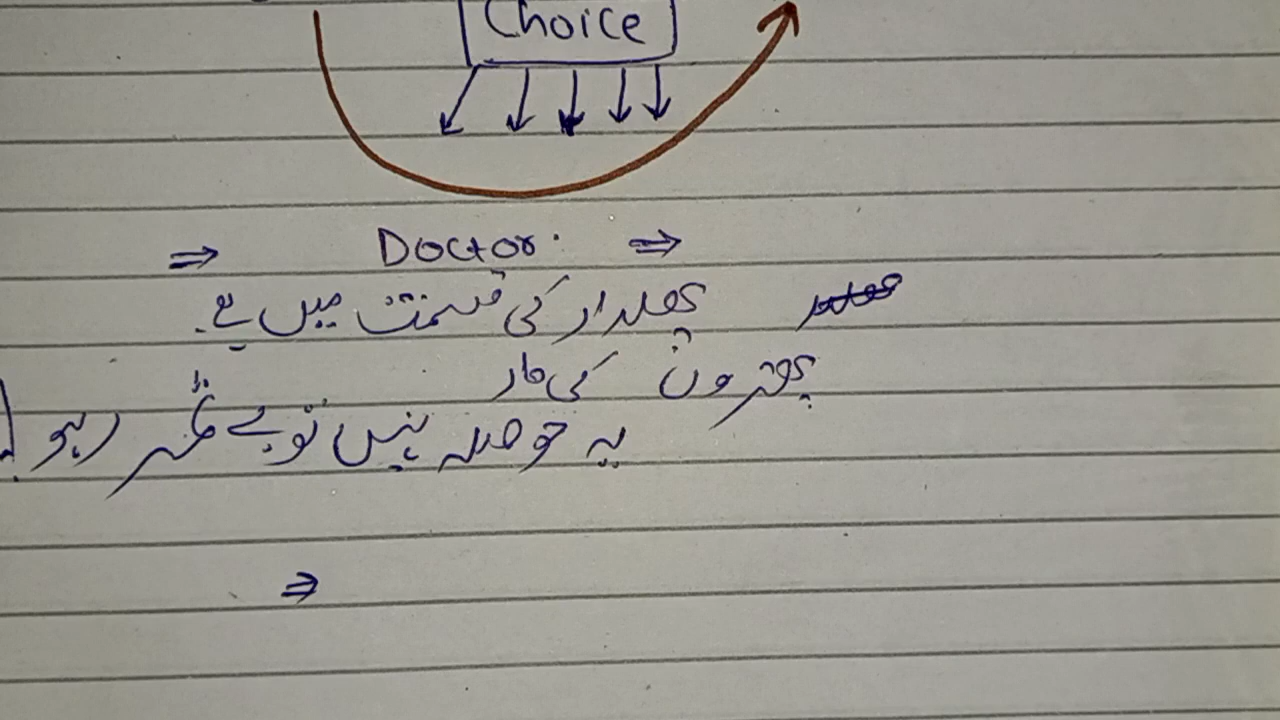 Choice
⇒ Doctor. ⇒
پھلدار کی قسمت میں ہے۔
پتھروں کی مار
یہ حوصلہ نہیں تو بے ثمر رہو
⇒